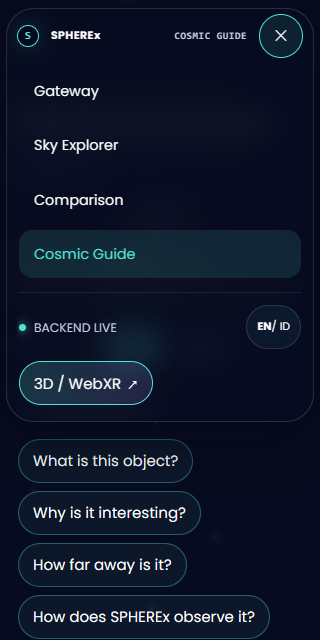 S SPHEREx COSMIC GUIDE
Gateway
Sky Explorer
Comparison
Cosmic Guide
BACKEND LIVE EN/ ID
3D / WebXR ↗
What is this object?
Why is it interesting?
How far away is it?
How does SPHEREx observe it?